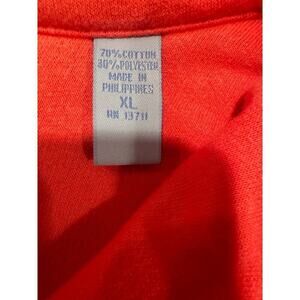 70% COTTON
30% POLYESTER
MADE IN
PHILIPPINES
XL
RN 13711